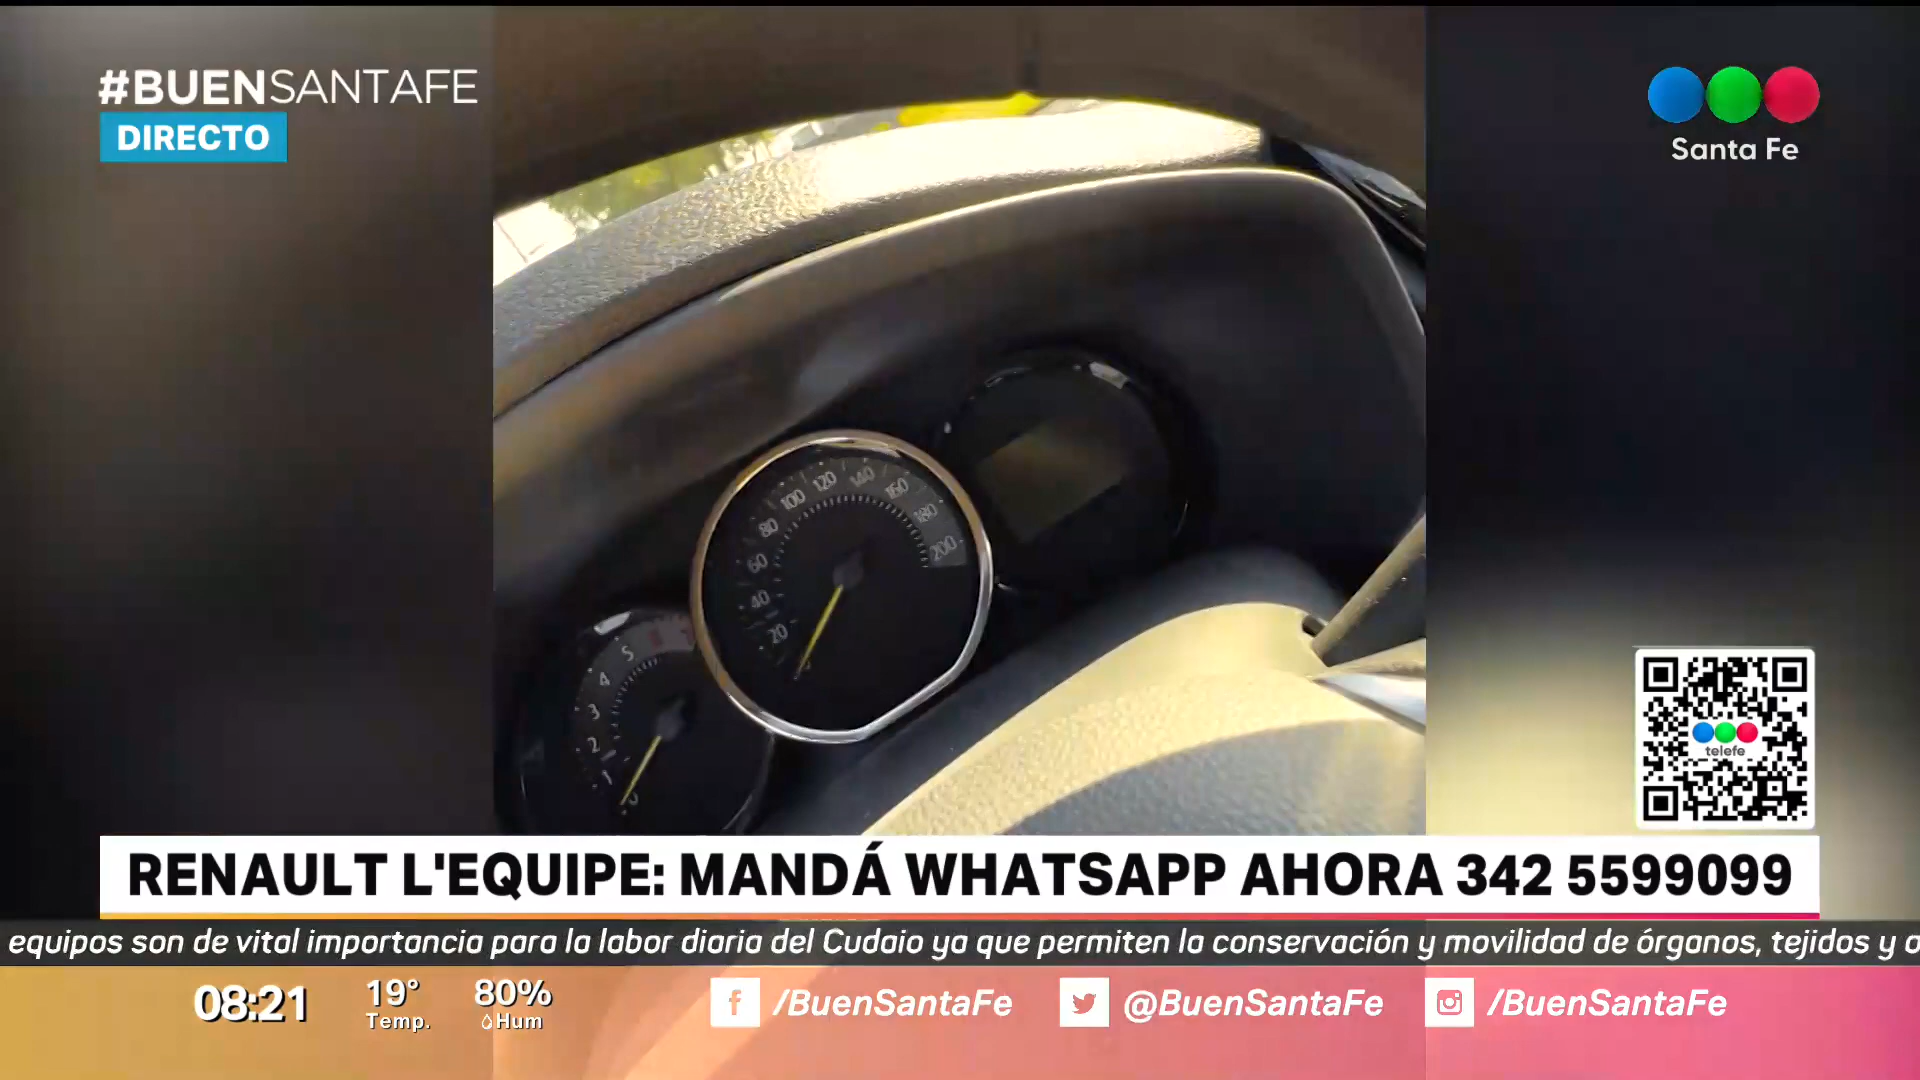 #BUENSANTAFE
DIRECTO
Santa Fe
20
40
60
80
100
120
140
160
180
200
0
1
2
3
4
5
telefe
RENAULT L'EQUIPE: MANDÁ WHATSAPP AHORA 342 5599099
equipos son de vital importancia para la labor diaria del Cudaio ya que permiten la conservación y movilidad de órganos, tejidos y
08:21
19°
Temp.
80%
Hum
/BuenSantaFe
@BuenSantaFe
/BuenSantaFe